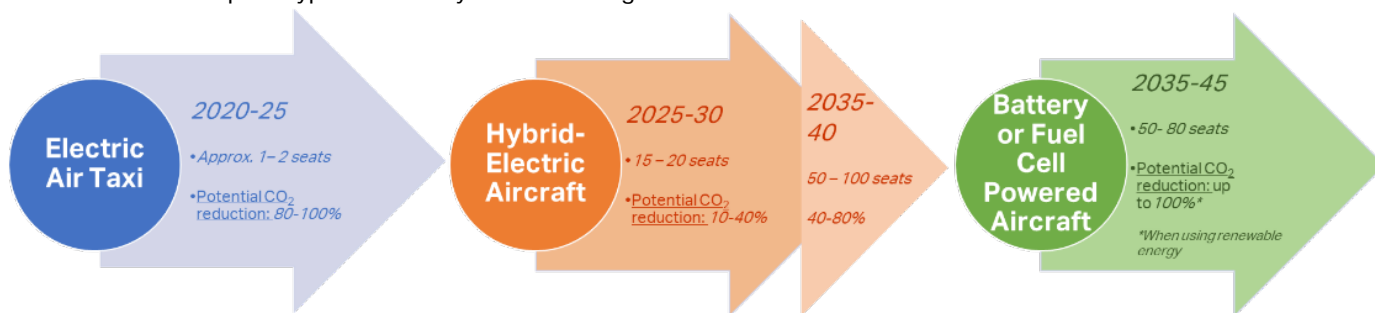 Electric
Air Taxi
2020-25
•Approx. 1– 2 seats
•Potential CO₂
reduction: 80-100%
Hybrid-
Electric
Aircraft
2025-30
• 15 – 20 seats
•Potential CO₂
reduction: 10-40%
2035-
40
50 – 100 seats
40-80%
Battery
or Fuel
Cell
Powered
Aircraft
2035-45
•50- 80 seats
•Potential CO₂
reduction: up
to 100%*
*When using renewable
energy